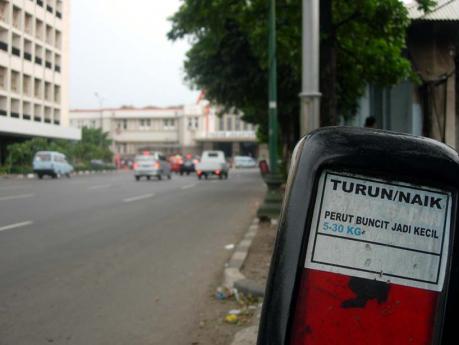 TURUN/NAIK
PERUT BUNCIT JADI KECIL
5-30 KG